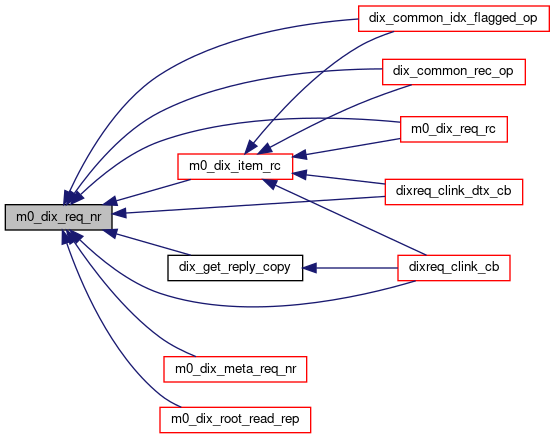 dix_common_idx_flagged_op
dix_common_rec_op
m0_dix_req_rc
m0_dix_item_rc
dixreq_clink_dtx_cb
m0_dix_req_nr
dix_get_reply_copy
dixreq_clink_cb
m0_dix_meta_req_nr
m0_dix_root_read_rep